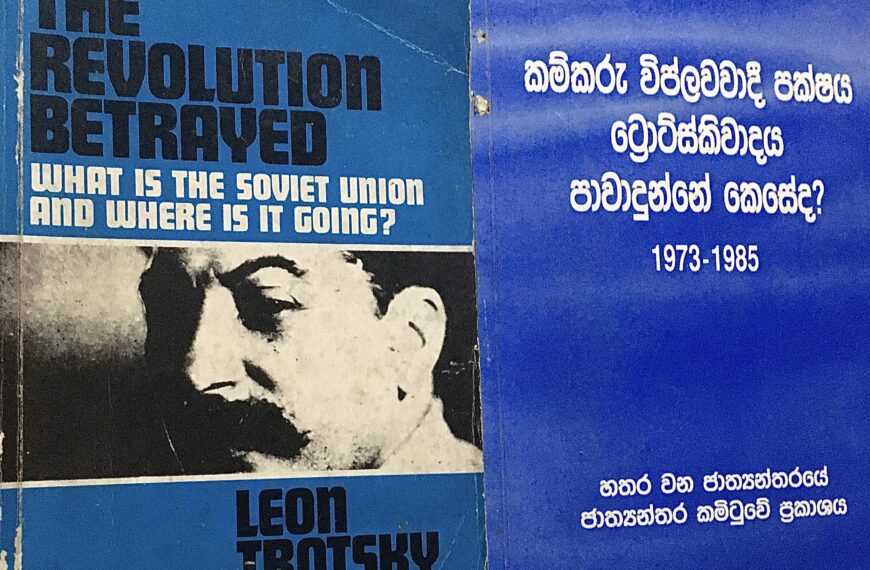 THE
REVOLUTION
BETRAYED
WHAT IS THE SOVIET UNION
AND WHERE IS IT GOING?
LEON
TROTSKY
කම්කරු විප්ලවවාදී පක්ෂය
ට්‍රොට්ස්කිවාදය
පාවාදුන්නේ කෙසේද?
1973-1985
හතර වන ජාත්‍යන්තරයේ
ජාත්‍යන්තර කමිටුවේ ප්‍රකාශය